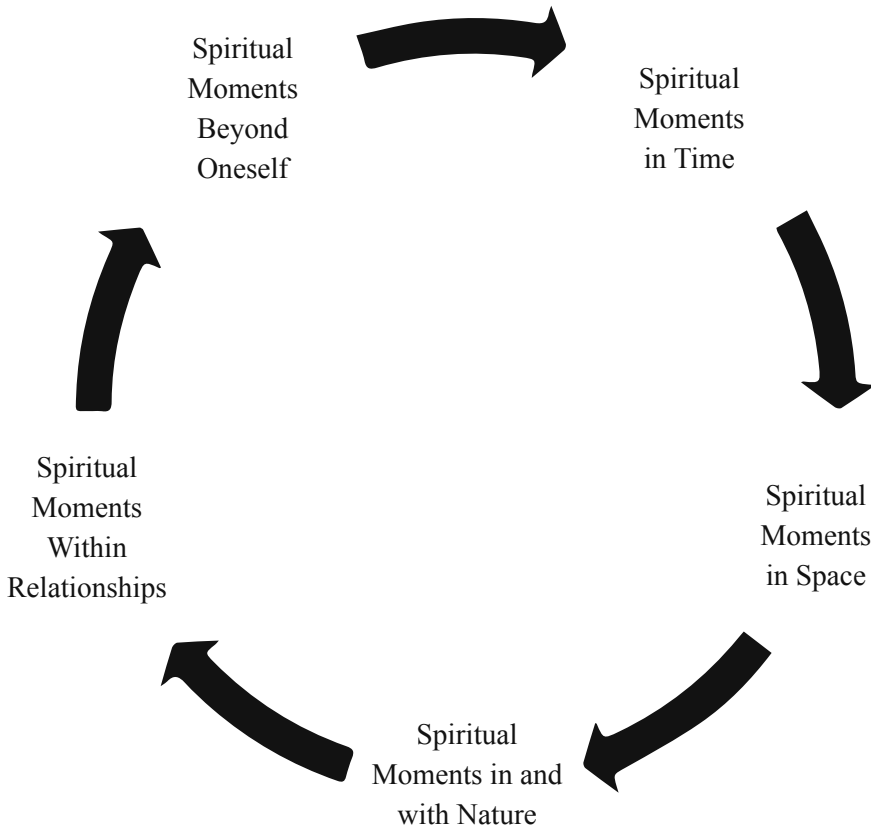 Spiritual
Moments
Beyond
Oneself
Spiritual
Moments
in Time
Spiritual
Moments
in Space
Spiritual
Moments in and
with Nature
Spiritual
Moments
Within
Relationships